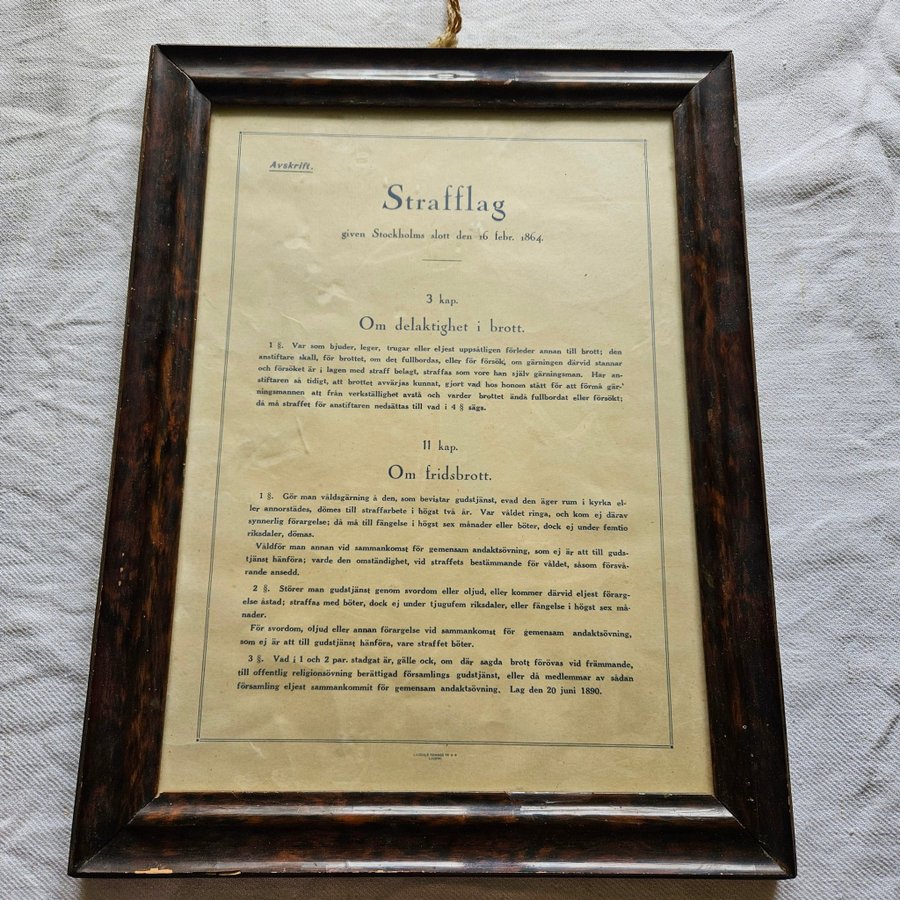 Avskrift.
Strafflag
given Stockholms slott den 16 febr. 1864.
3 kap.
Om delaktighet i brott.
1 §. Var som bjuder, leger, trugar eller eljest uppsåtligen förleder annan till brott; den
anstiftare skall, för brottet, om det fullbordas, eller för försök, om gärningen därvid stannar
och försöket är i lagen med straff belagt, straffas som vore han själv gärningsman. Har an-
stiftaren så tidigt, att brottet avvärjas kunnat, gjort vad hos honom stått för att förmå gär-
ningsmannen att från verkställighet avstå och varder brottet ändå fullbordat eller försökt;
då må straffet för anstiftaren nedsättas till vad i 4 § sägs.
11 kap.
Om fridsbrott.
1 §. Gör man våldsgärning å den, som bevistar gudstjänst, evad den äger rum i kyrka el-
ler annorstädes, dömes till straffarbete i högst två år. Var våldet ringa, och kom ej därav
synnerlig förargelse; då må till fängelse i högst sex månader eller böter, dock ej under femtio
riksdaler, dömas.
Våldför man annan vid sammankomst för gemensam andaktsövning, som ej är att till guds-
tjänst hänföra; varde den omständighet, vid straffets bestämmande för våldet, såsom försvå-
rande ansedd.
2 §. Störer man gudstjänst genom svordom eller oljud, eller kommer därvid eljest förarg-
else åstad; straffas med böter, dock ej under tjugufem riksdaler, eller fängelse i högst sex må-
nader.
För svordom, oljud eller annan förargelse vid sammankomst för gemensam andaktsövning,
som ej är att till gudstjänst hänföra, vare straffet böter.
3 §. Vad i 1 och 2 par. stadgat är, gälle ock, om där sagda brott förövas vid främmande,
till offentlig religionsövning berättigad församlings gudstjänst, eller då medlemmar av sådan
församling eljest sammankommit för gemensam andaktsövning. Lag den 20 juni 1890.